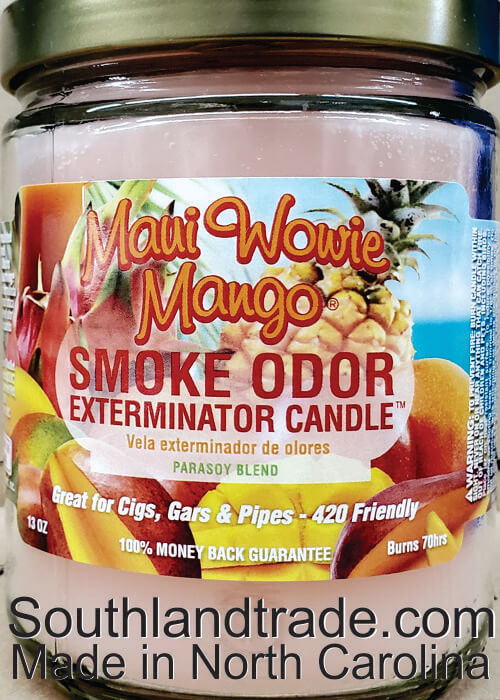 Maui Wowie
Mango®
SMOKE ODOR
EXTERMINATOR CANDLE™
Vela exterminador de olores
PARASOY BLEND
Great for Cigs, Gars & Pipes - 420 Friendly
13 OZ
100% MONEY BACK GUARANTEE
Burns 70hrs
Southlandtrade.com
Made in North Carolina